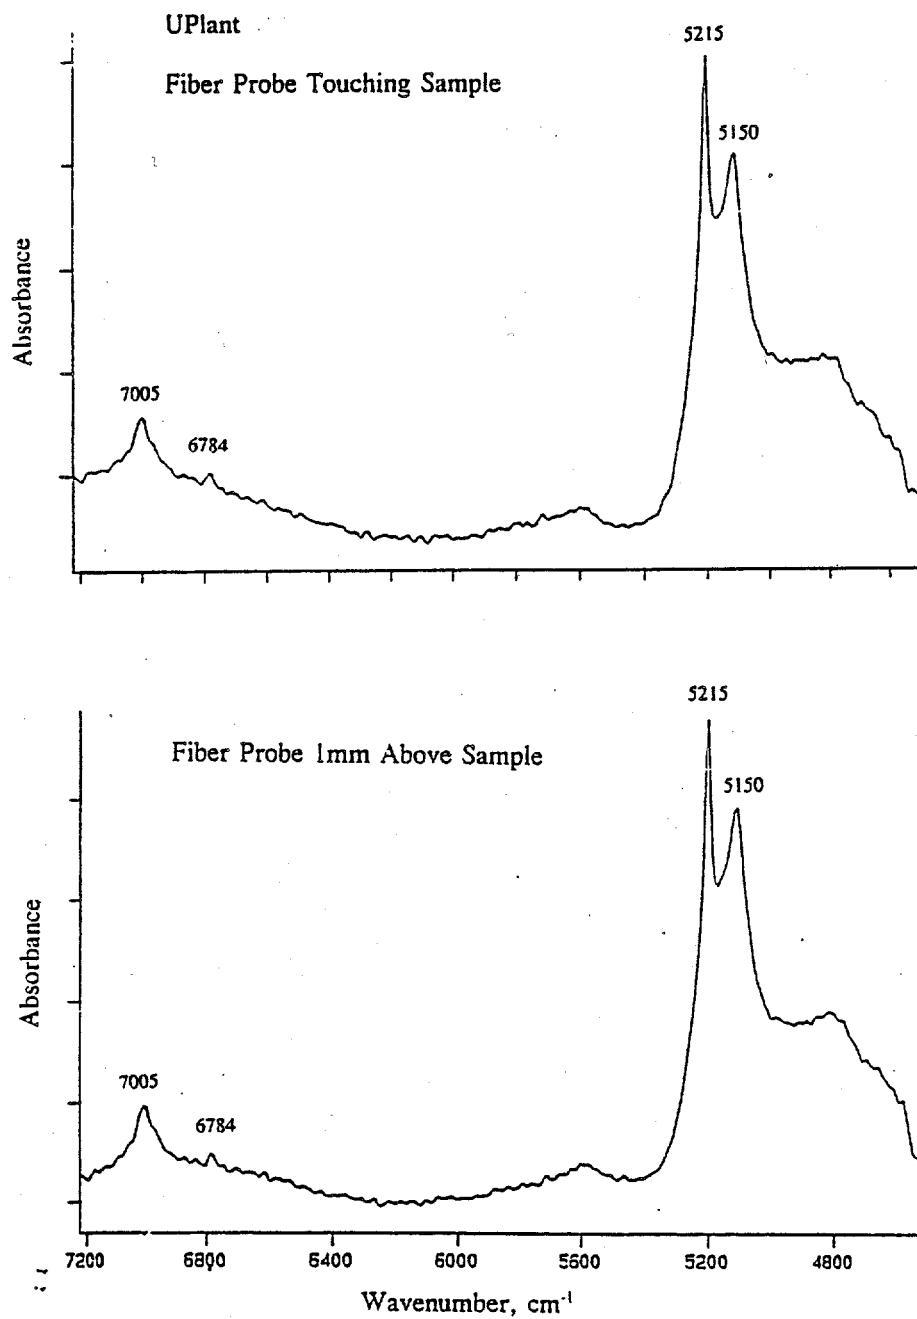 UPlant
Fiber Probe Touching Sample
5215
5150
7005
6784
Absorbance
Fiber Probe 1mm Above Sample
5215
5150
7005
6784
Absorbance
7200 6800 6400 6000 5600 5200 4800
Wavenumber, cm-1